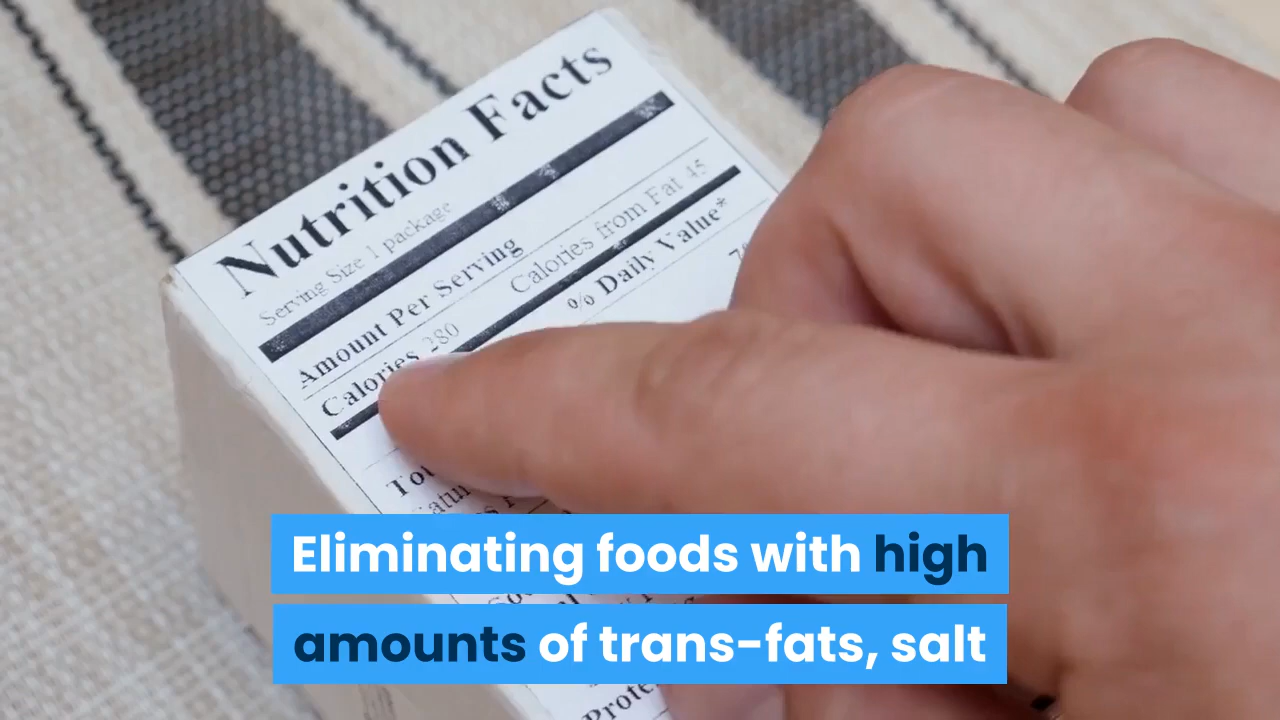 Nutrition Facts
Serving Size 1 package
Amount Per Serving
Calories 280
Calories from Fat 45
% Daily Value*
Eliminating foods with high
amounts of trans-fats, salt